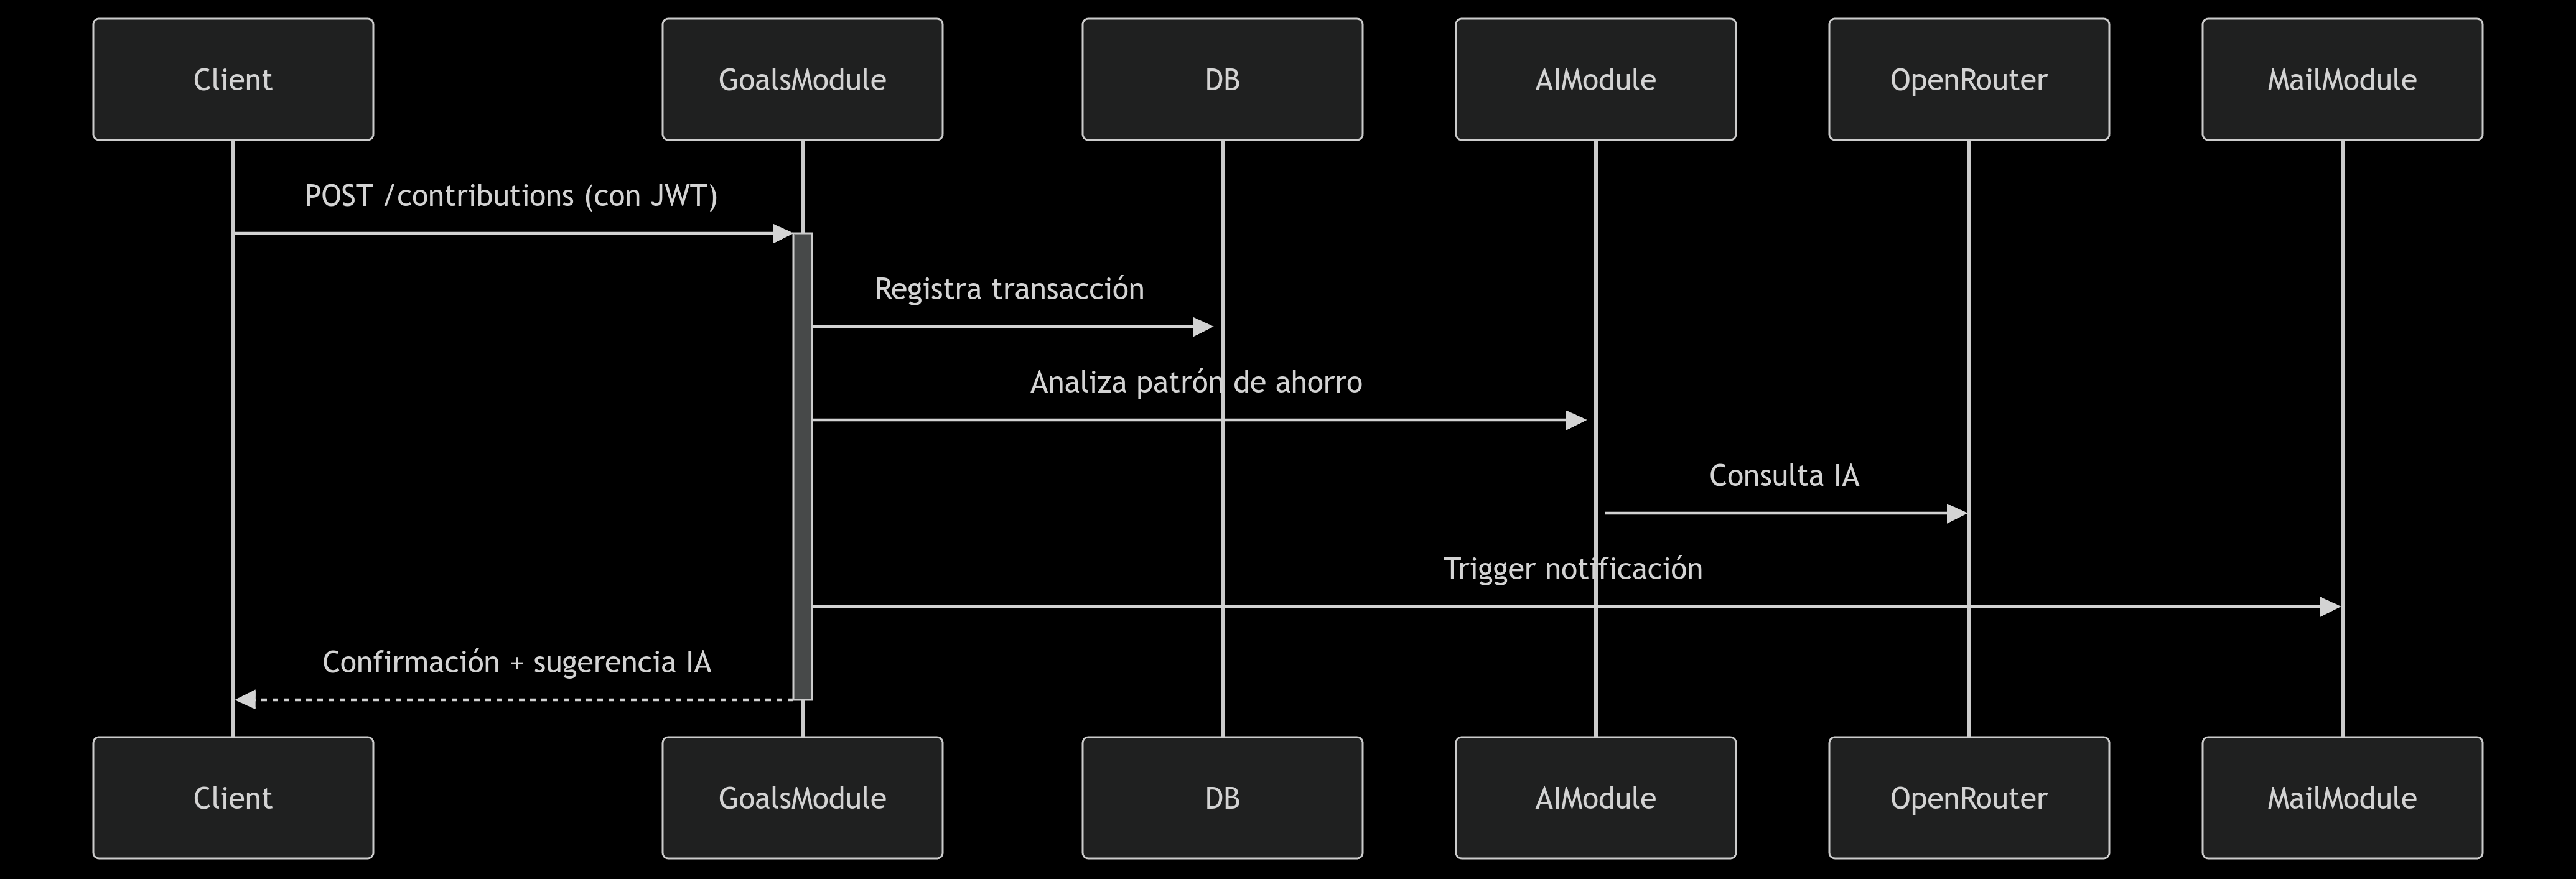 Client
GoalsModule
DB
AIModule
OpenRouter
MailModule
POST /contributions (con JWT)
Registra transacción
Analiza patrón de ahorro
Consulta IA
Trigger notificación
Confirmación + sugerencia IA
Client
GoalsModule
DB
AIModule
OpenRouter
MailModule